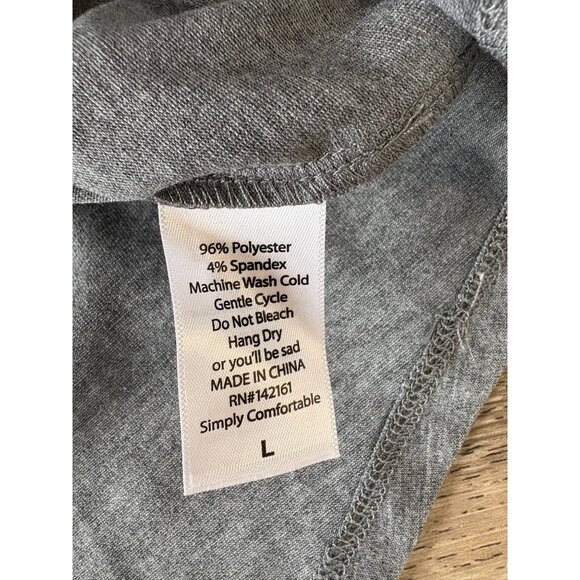 96% Polyester
4% Spandex
Machine Wash Cold
Gentle Cycle
Do Not Bleach
Hang Dry
or you'll be sad
MADE IN CHINA
RN#142161
Simply Comfortable
L